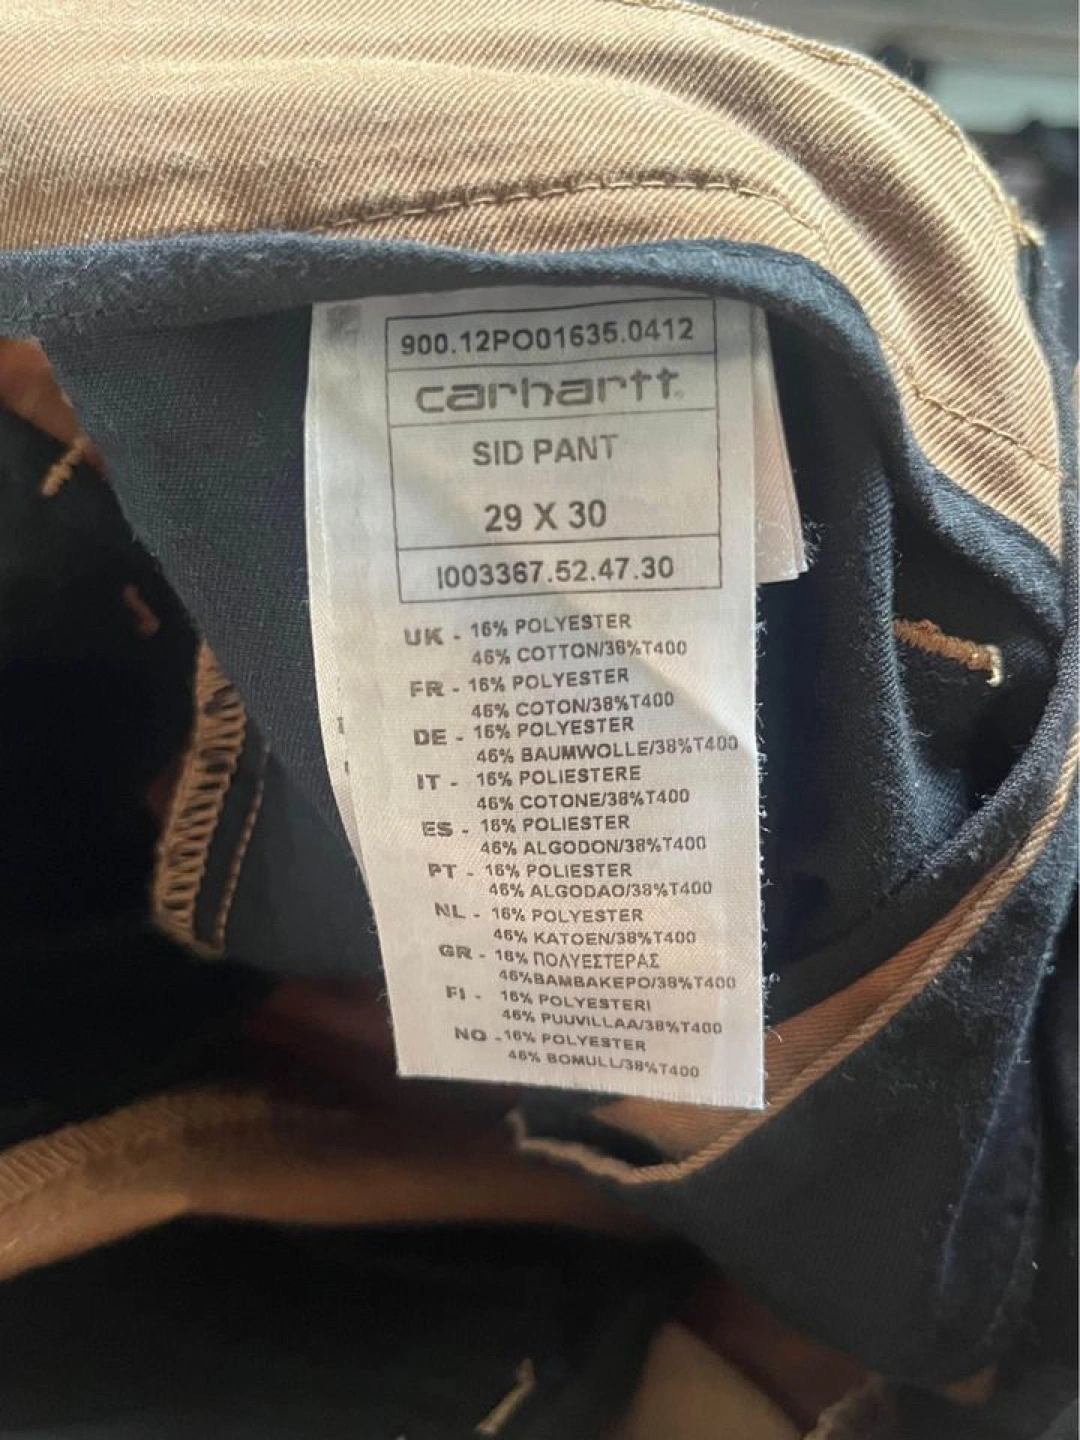 900.12PO01635.0412
carhartt®
SID PANT
29 X 30
I003367.52.47.30
UK - 16% POLYESTER
46% COTTON/38%T400
FR - 16% POLYESTER
46% COTON/38%T400
DE - 16% POLYESTER
46% BAUMWOLLE/38%T400
IT - 16% POLIESTERE
46% COTONE/38%T400
ES - 16% POLIESTER
46% ALGODON/38%T400
PT - 16% POLIESTER
46% ALGODAO/38%T400
NL - 16% POLYESTER
46% KATOEN/38%T400
GR - 16% ΠΟΛΥΕΣΤΕΡΑΣ
46%ΒΑΜΒΑΚΕΡΟ/38%T400
FI - 16% POLYESTERI
46% PUUVILLAA/38%T400
NO - 16% POLYESTER
46% BOMULL/38%T400